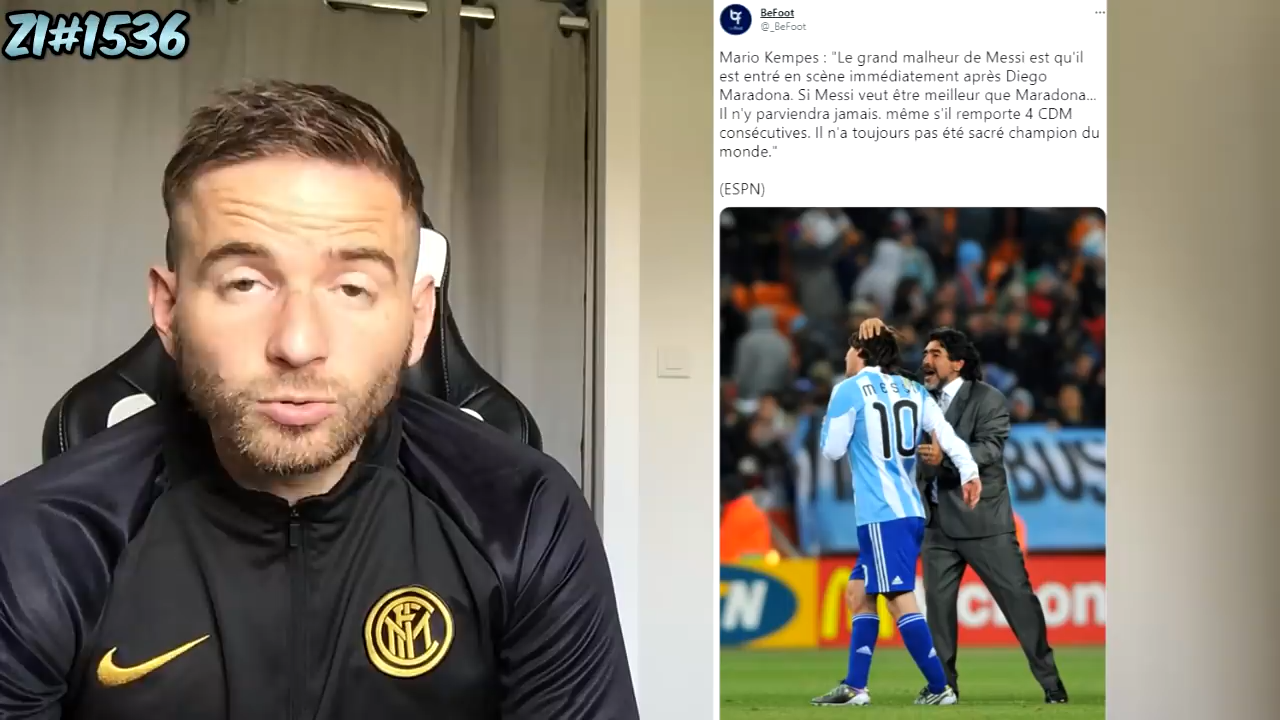 Z1#1536
BeFoot
@_BeFoot
Mario Kempes : "Le grand malheur de Messi est qu'il
est entré en scène immédiatement après Diego
Maradona. Si Messi veut être meilleur que Maradona...
Il n'y parviendra jamais. même s'il remporte 4 CDM
consécutives. Il n'a toujours pas été sacré champion du
monde."
(ESPN)
MESSI
10
BUS
N